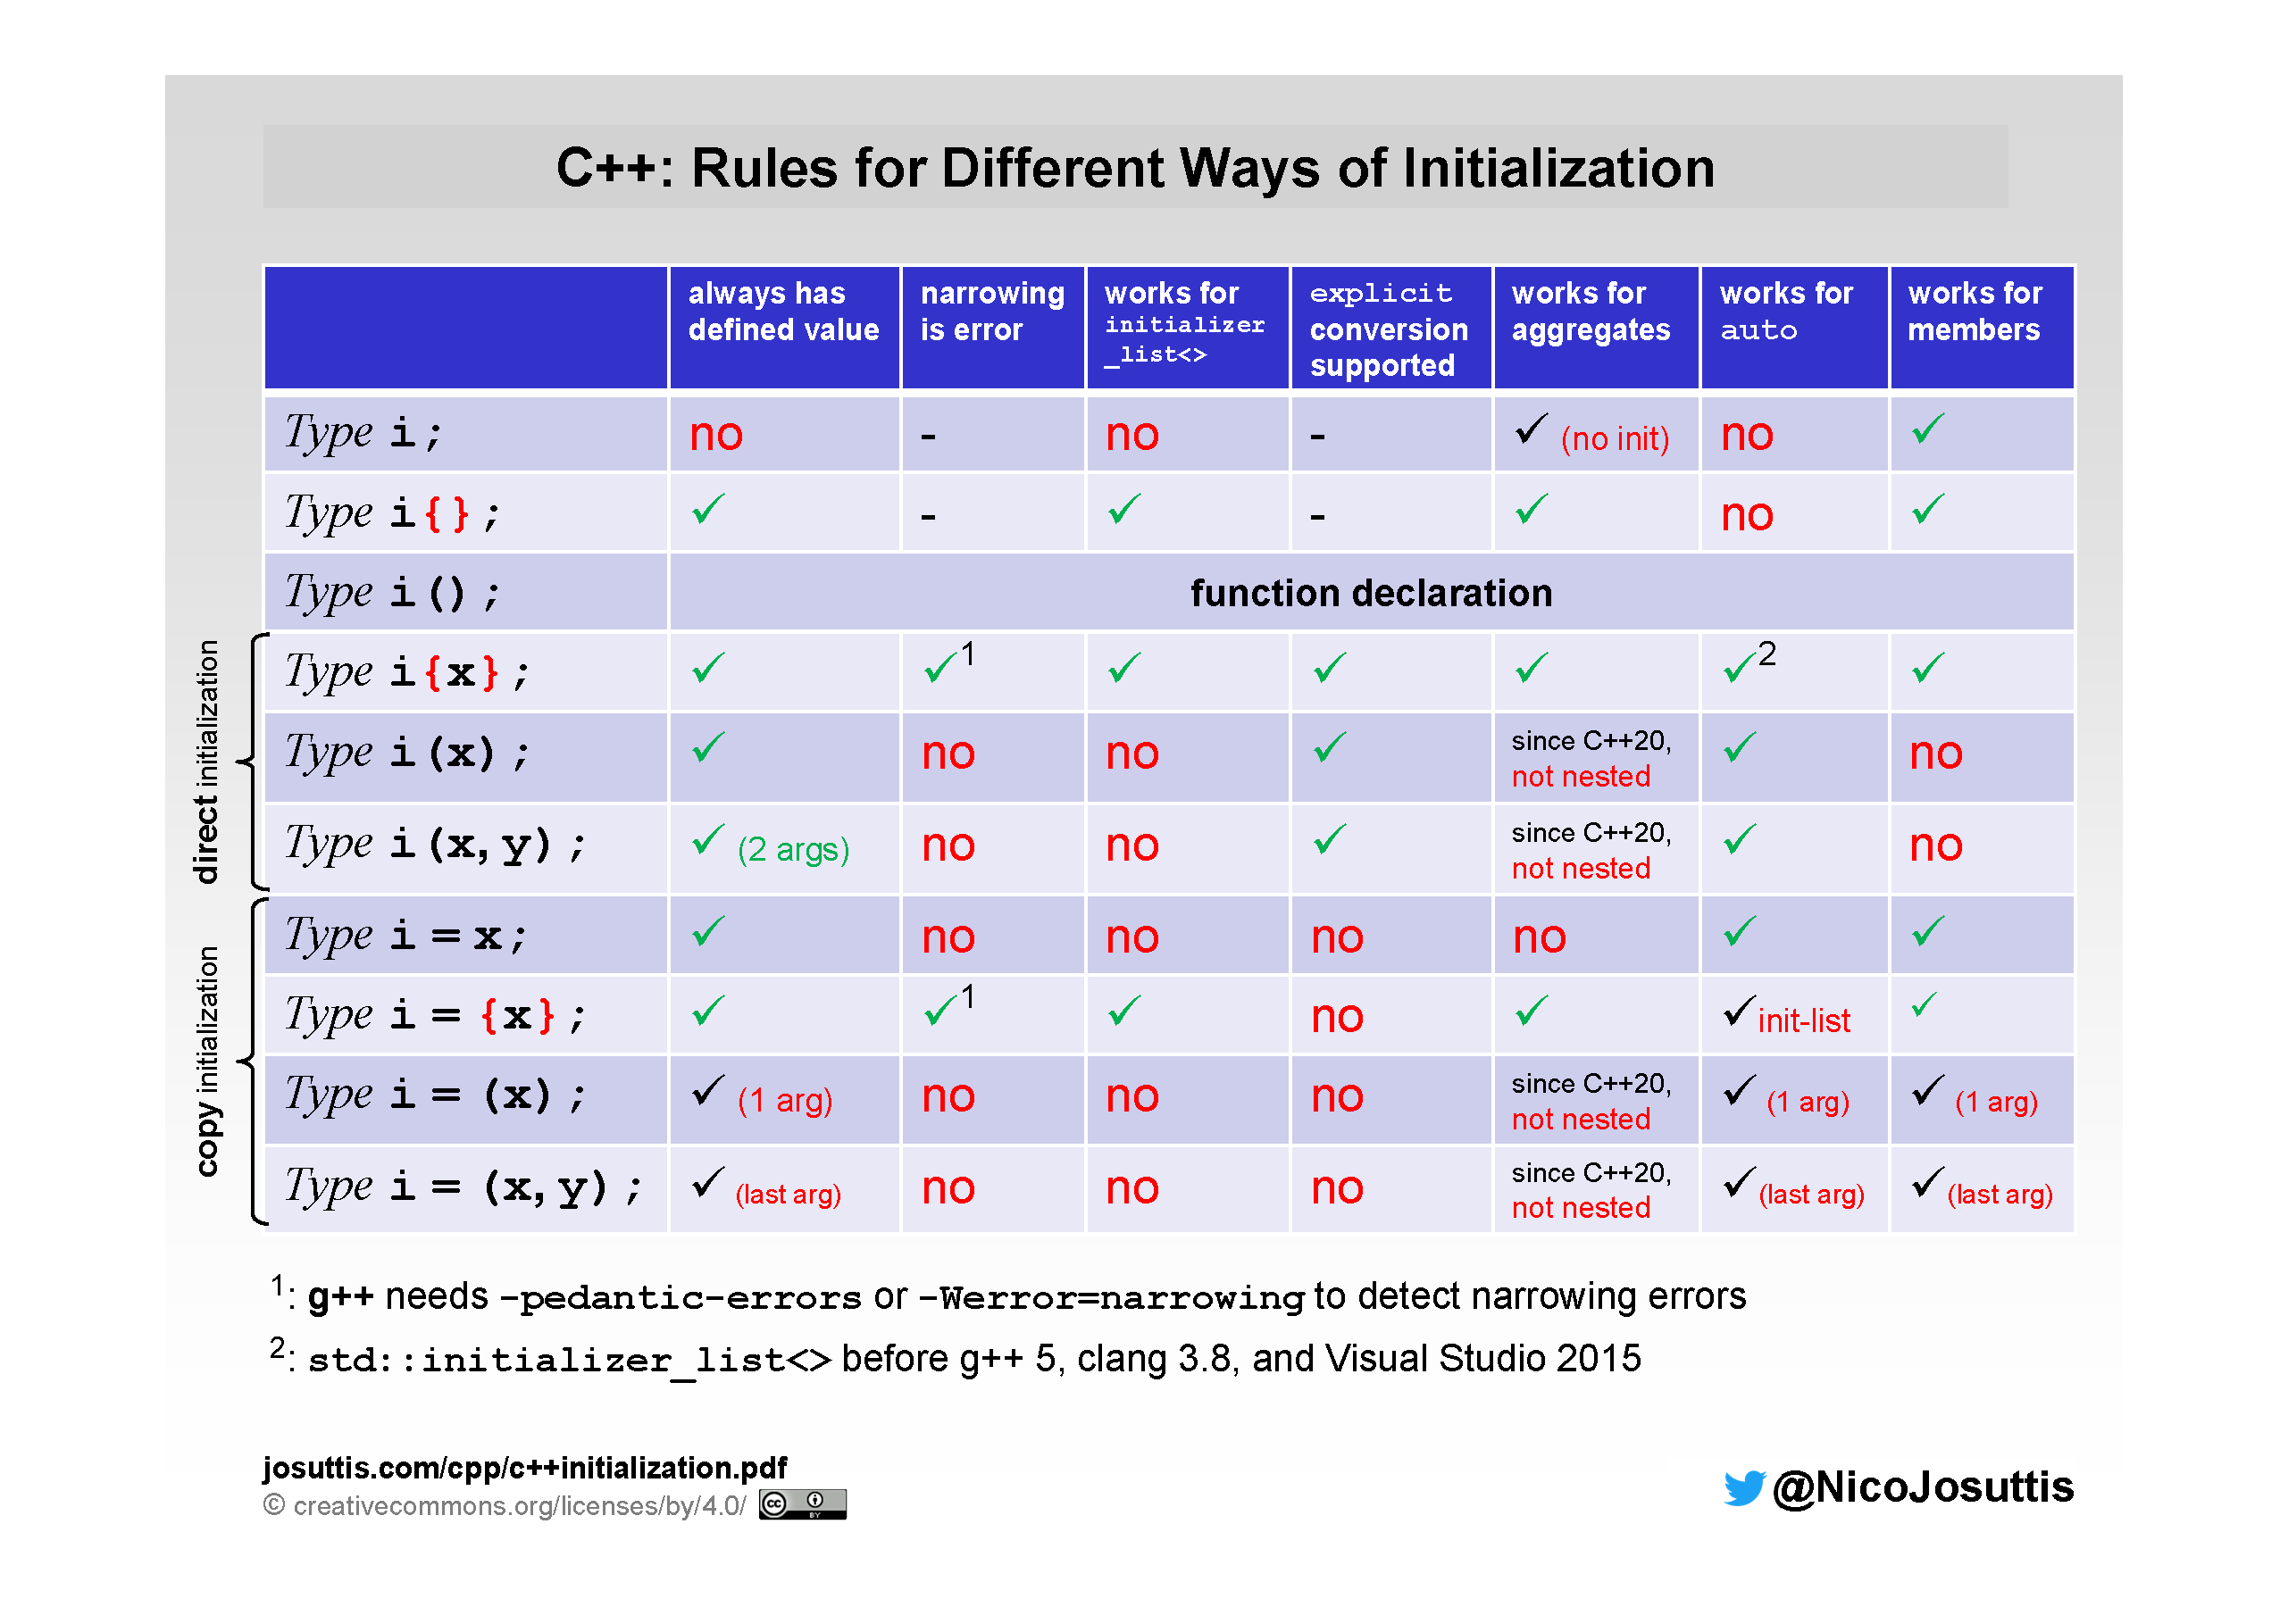 C++: Rules for Different Ways of Initialization
always has defined value | narrowing is error | works for initializer_list<> | explicit conversion supported | works for aggregates | works for auto | works for members
Type i; | no | - | no | - | ✓ (no init) | no | ✓
Type i{}; | ✓ | - | ✓ | - | ✓ | no | ✓
Type i(); | function declaration
direct initialization
Type i{x}; | ✓ | ✓1 | ✓ | ✓ | ✓ | ✓2 | ✓
Type i(x); | ✓ | no | no | ✓ | since C++20, not nested | ✓ | no
Type i(x,y); | ✓ (2 args) | no | no | ✓ | since C++20, not nested | ✓ | no
copy initialization
Type i = x; | ✓ | no | no | no | no | ✓ | ✓
Type i = {x}; | ✓ | ✓1 | ✓ | no | ✓ | ✓ init-list | ✓
Type i = (x); | ✓ (1 arg) | no | no | no | since C++20, not nested | ✓ (1 arg) | ✓ (1 arg)
Type i = (x,y); | ✓ (last arg) | no | no | no | since C++20, not nested | ✓ (last arg) | ✓ (last arg)
1: g++ needs -pedantic-errors or -Werror=narrowing to detect narrowing errors
2: std::initializer_list<> before g++ 5, clang 3.8, and Visual Studio 2015
josuttis.com/cpp/c++initialization.pdf
© creativecommons.org/licenses/by/4.0/ cc BY
@NicoJosuttis